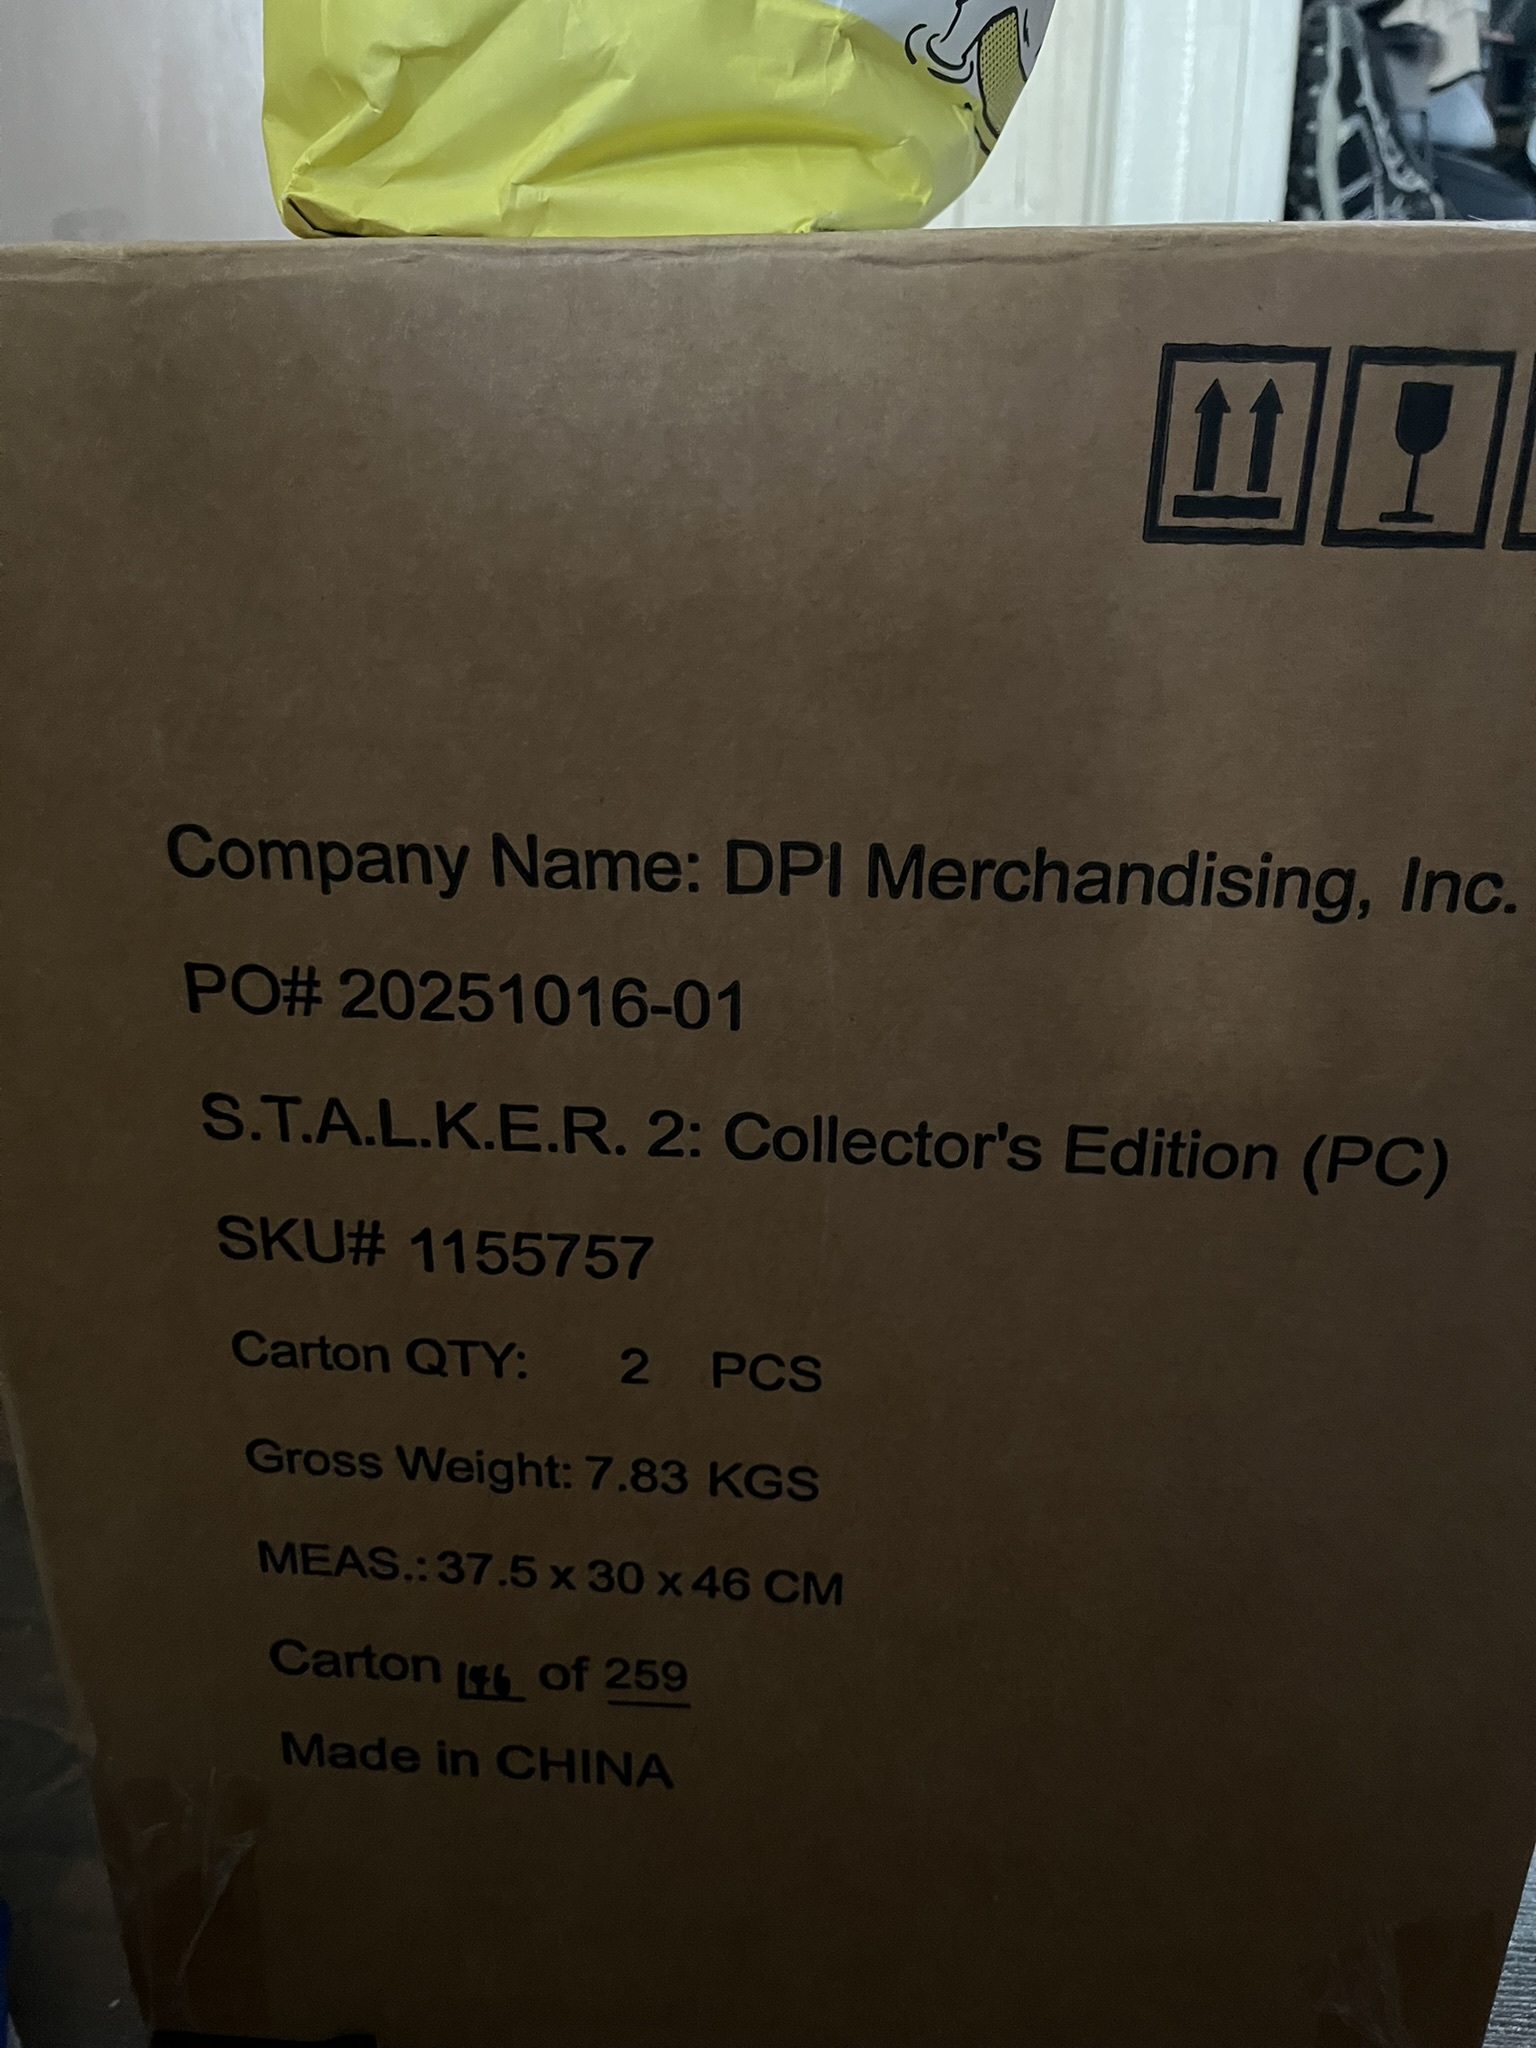 Company Name: DPI Merchandising, Inc.
PO# 20251016-01
S.T.A.L.K.E.R. 2: Collector's Edition (PC)
SKU# 1155757
Carton QTY: 2 PCS
Gross Weight: 7.83 KGS
MEAS.: 37.5 x 30 x 46 CM
Carton 146 of 259
Made in CHINA